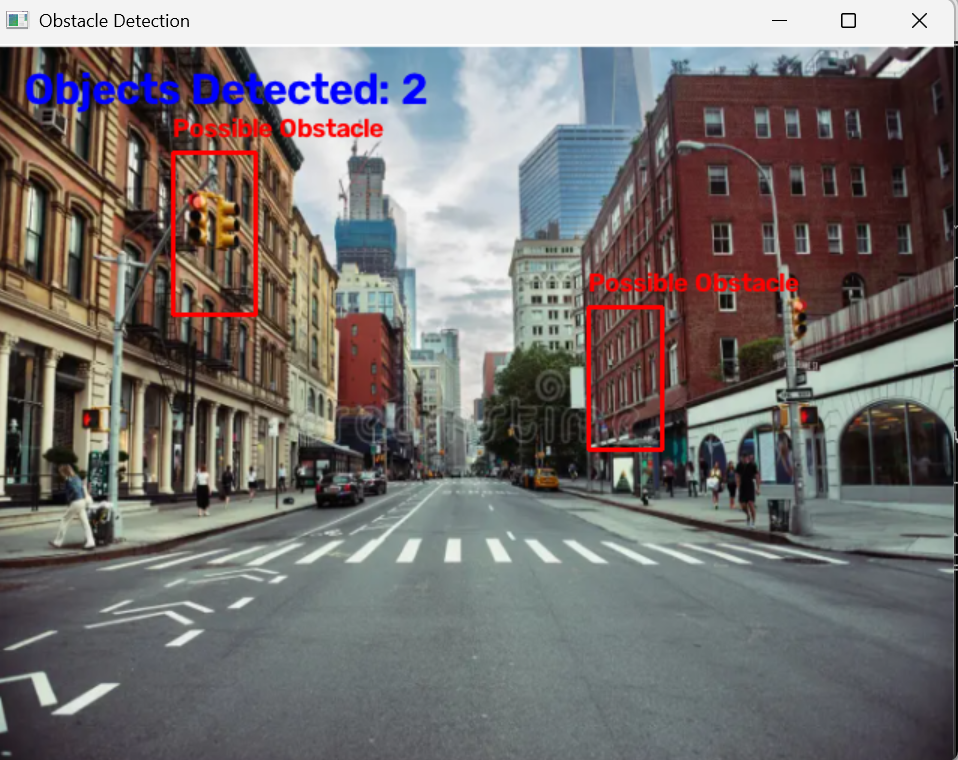 Obstacle Detection
Objects Detected: 2
Possible Obstacle
Possible Obstacle